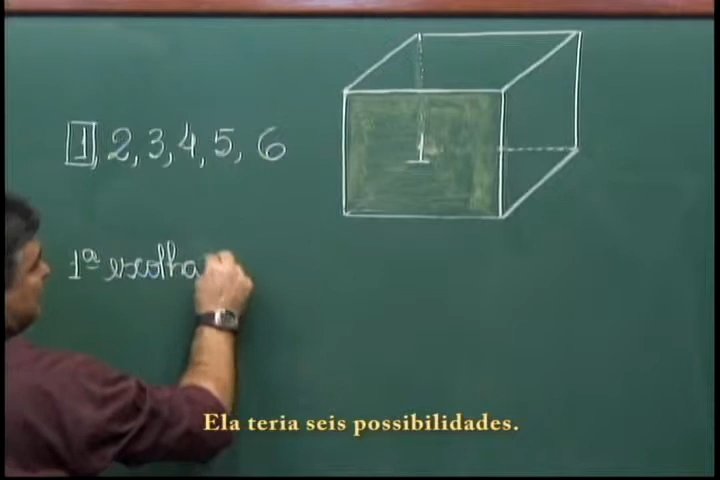 1, 2, 3, 4, 5, 6
1
1ª escolha
Ela teria seis possibilidades.